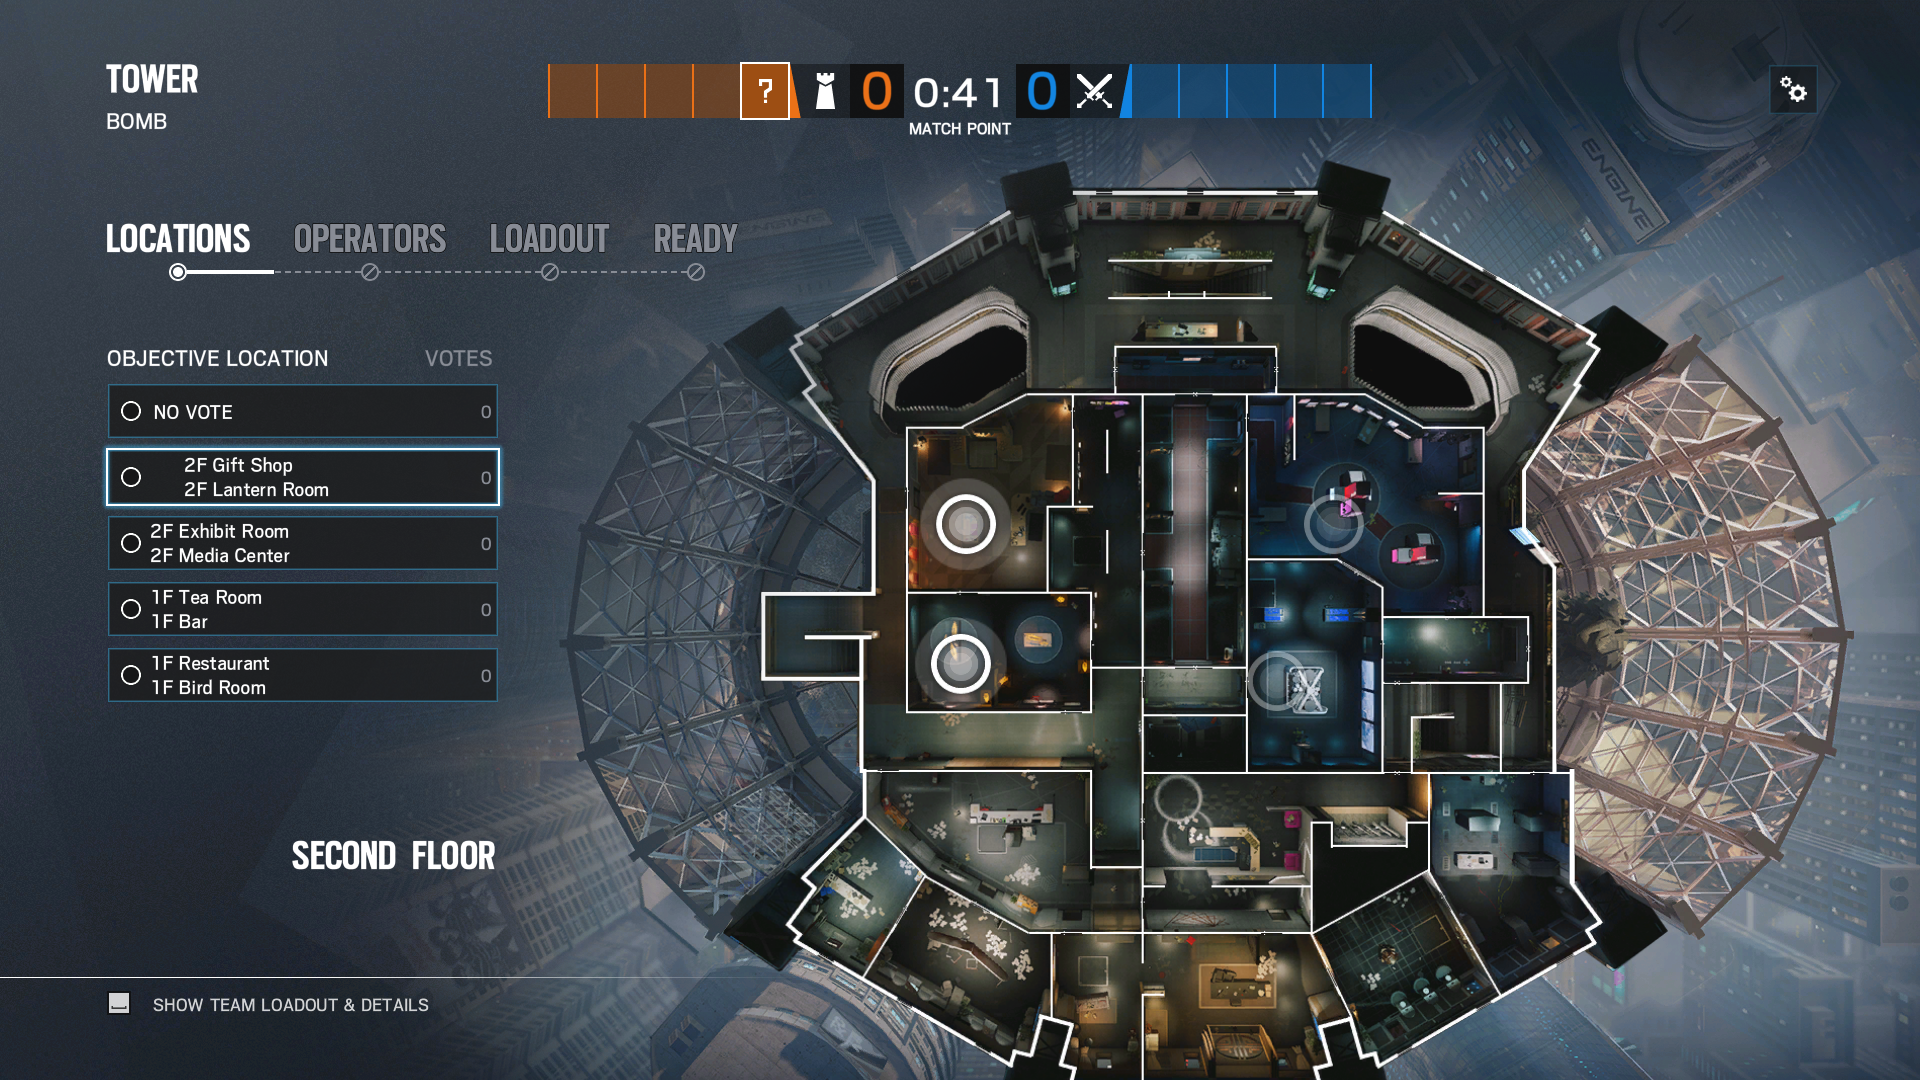 TOWER
BOMB
?
0
0:41
0
MATCH POINT
LOCATIONS
OPERATORS
LOADOUT
READY
OBJECTIVE LOCATION
VOTES
NO VOTE
0
2F Gift Shop
2F Lantern Room
0
2F Exhibit Room
2F Media Center
0
1F Tea Room
1F Bar
0
1F Restaurant
1F Bird Room
0
SECOND FLOOR
SHOW TEAM LOADOUT & DETAILS
ENGINE